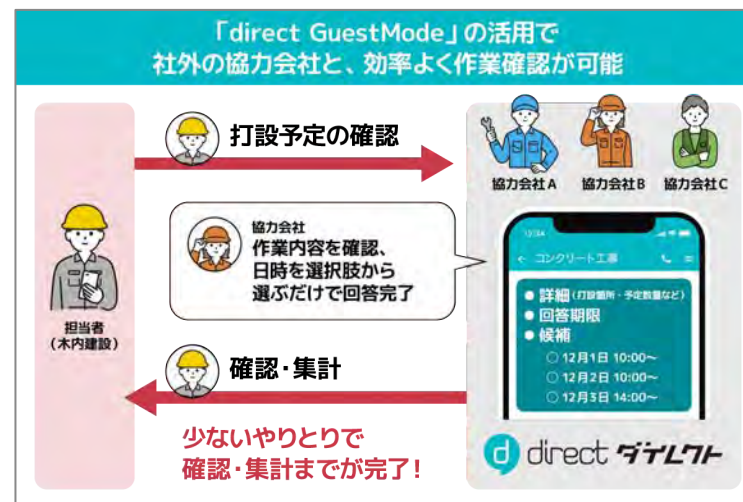 「direct GuestMode」の活用で
社外の協力会社と、効率よく作業確認が可能
打設予定の確認
協力会社A
協力会社B
協力会社C
協力会社
作業内容を確認、
日時を選択肢から
選ぶだけで回答完了
担当者
(木内建設)
コンクリート工事
● 詳細(打設箇所・予定数量など)
● 回答期限
● 候補
○ 12月1日 10:00〜
○ 12月2日 10:00〜
○ 12月3日 14:00〜
確認・集計
少ないやりとりで
確認・集計までが完了!
d direct ダイレクト